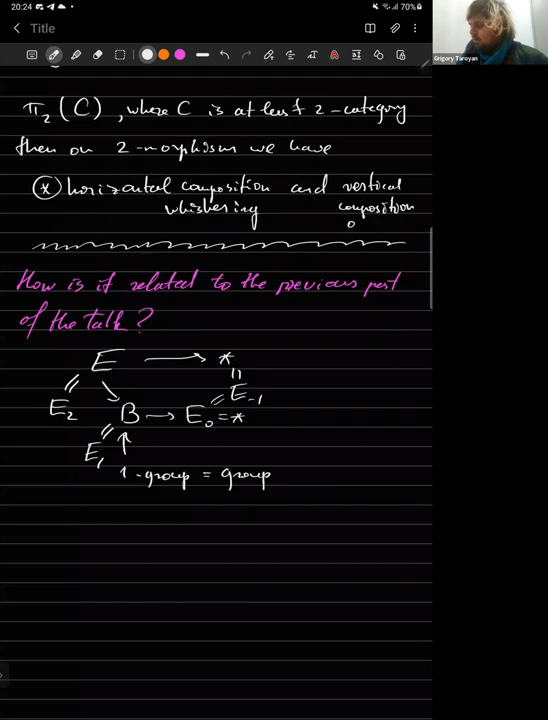 20:24
70%
Title
Grigory Taroyan
π₂(C), where C is at least 2-category
then on 2-morphism we have
(*) horizontal composition and vertical
whiskering composition
o
How is it related to the previous part
of the talk?
E → *
E₂ B → E₀ = * E₋₁
E₁
1-group = group